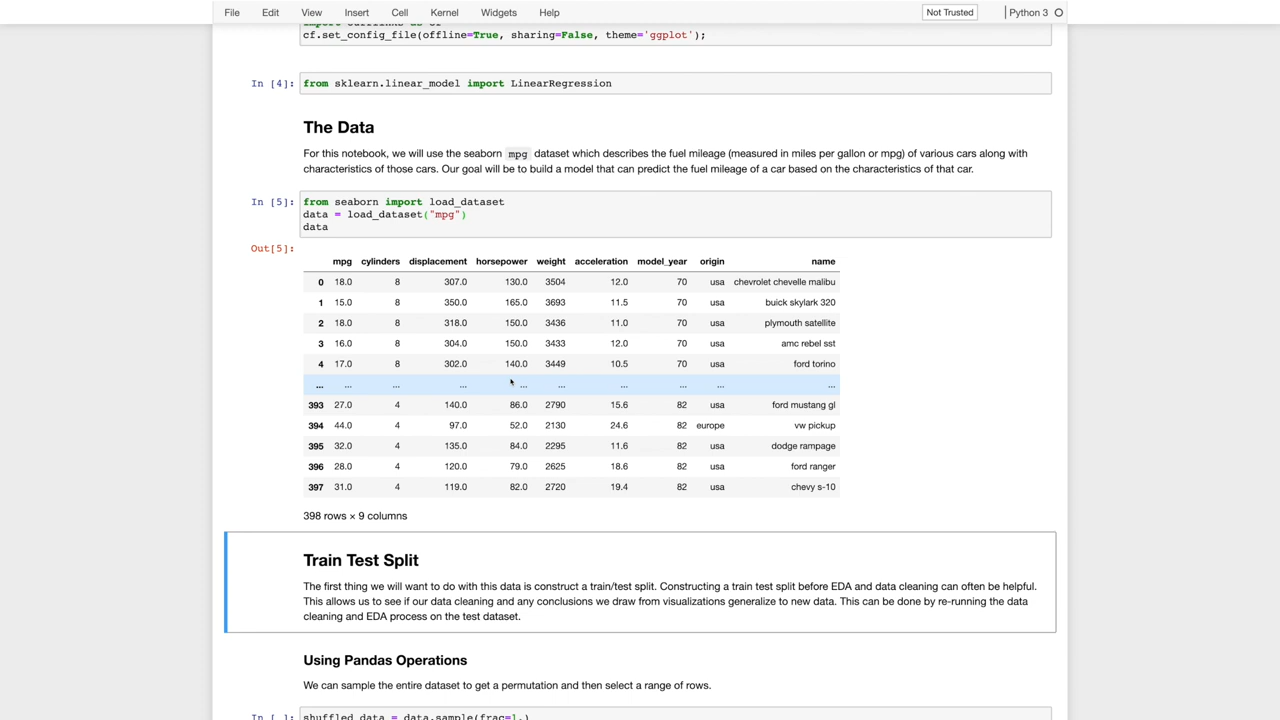 File Edit View Insert Cell Kernel Widgets Help Not Trusted Python 3
cf.set_config_file(offline=True, sharing=False, theme='ggplot');
In [4]: from sklearn.linear_model import LinearRegression
The Data
For this notebook, we will use the seaborn mpg dataset which describes the fuel mileage (measured in miles per gallon or mpg) of various cars along with
characteristics of those cars. Our goal will be to build a model that can predict the fuel mileage of a car based on the characteristics of that car.
In [5]: from seaborn import load_dataset
data = load_dataset("mpg")
data
Out[5]:
mpg cylinders displacement horsepower weight acceleration model_year origin name
0 18.0 8 307.0 130.0 3504 12.0 70 usa chevrolet chevelle malibu
1 15.0 8 350.0 165.0 3693 11.5 70 usa buick skylark 320
2 18.0 8 318.0 150.0 3436 11.0 70 usa plymouth satellite
3 16.0 8 304.0 150.0 3433 12.0 70 usa amc rebel sst
4 17.0 8 302.0 140.0 3449 10.5 70 usa ford torino
... ... ... ... ... ... ... ... ... ...
393 27.0 4 140.0 86.0 2790 15.6 82 usa ford mustang gl
394 44.0 4 97.0 52.0 2130 24.6 82 europe vw pickup
395 32.0 4 135.0 84.0 2295 11.6 82 usa dodge rampage
396 28.0 4 120.0 79.0 2625 18.6 82 usa ford ranger
397 31.0 4 119.0 82.0 2720 19.4 82 usa chevy s-10
398 rows × 9 columns
Train Test Split
The first thing we will want to do with this data is construct a train/test split. Constructing a train test split before EDA and data cleaning can often be helpful.
This allows us to see if our data cleaning and any conclusions we draw from visualizations generalize to new data. This can be done by re-running the data
cleaning and EDA process on the test dataset.
Using Pandas Operations
We can sample the entire dataset to get a permutation and then select a range of rows.
In [ ]: shuffled_data = data.sample(frac=1.)